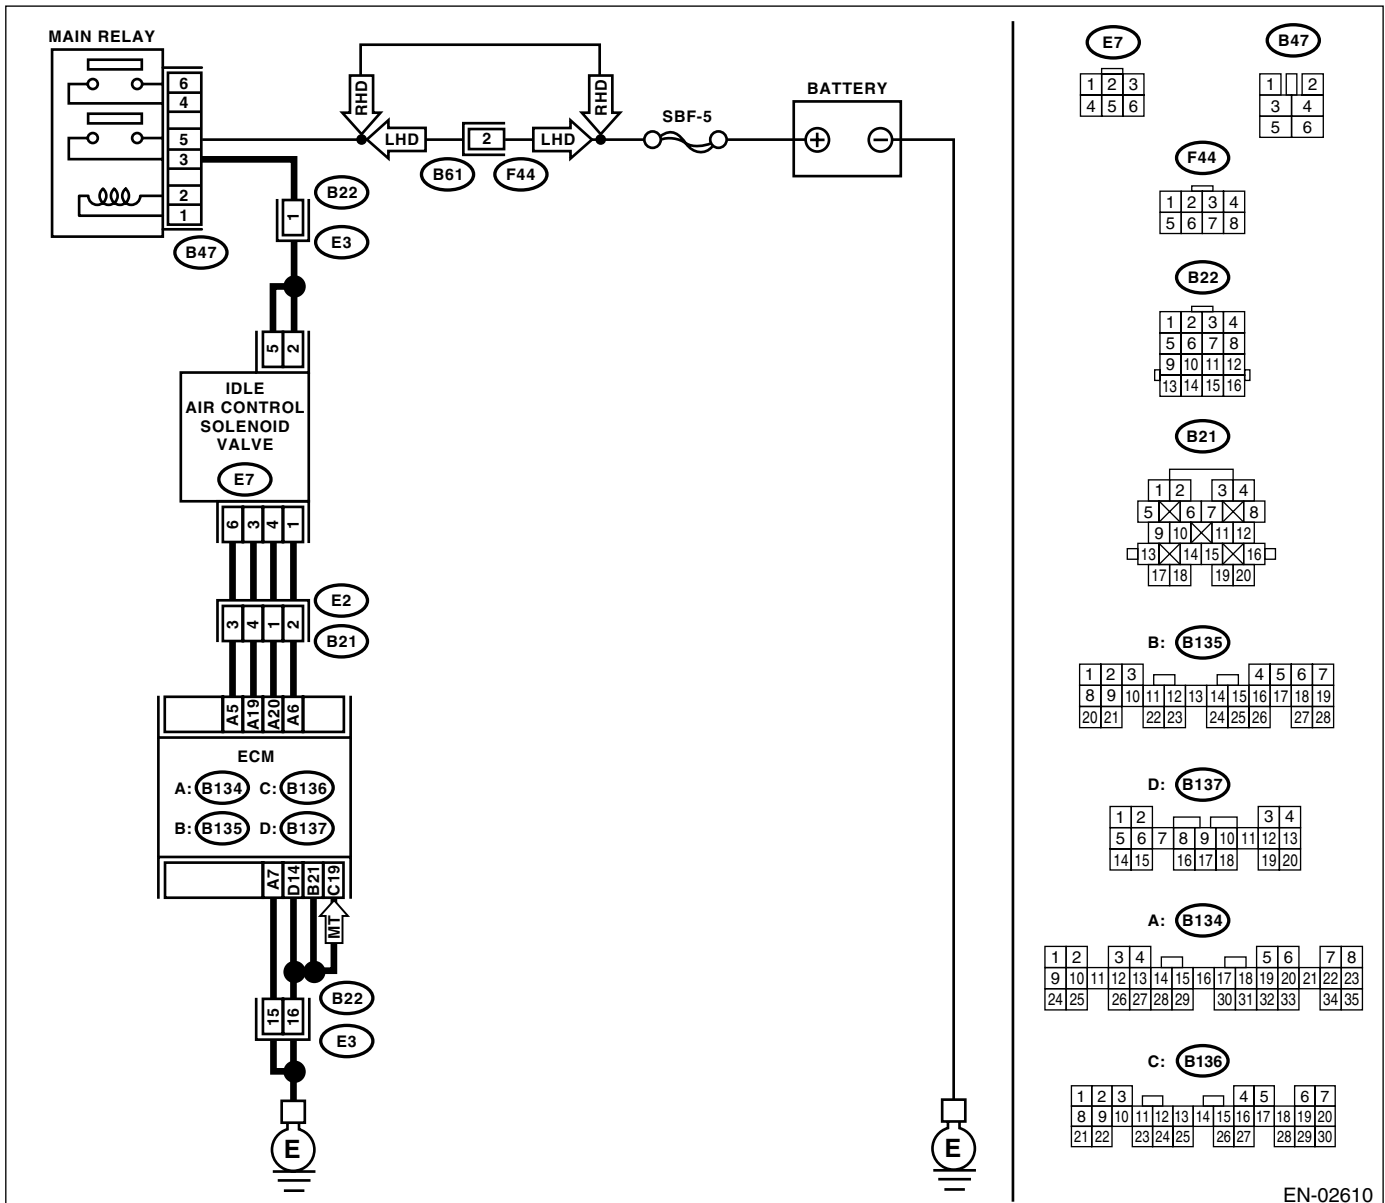 MAIN RELAY
6
4
5
3
2
1
B47
RHD
LHD
2
LHD
RHD
B61
F44
SBF-5
BATTERY
+ −
B22
1
E3
5 2
IDLE
AIR CONTROL
SOLENOID
VALVE
E7
6 3 4 1
E2
3 4 1 2
B21
A5 A19 A20 A6
ECM
A: B134 C: B136
B: B135 D: B137
A7 D14 B21 C19
MT
B22
15 16
E3
E
E
E7
1 2 3
4 5 6
B47
1 2
3 4
5 6
F44
1 2 3 4
5 6 7 8
B22
1 2 3 4
5 6 7 8
9 10 11 12
13 14 15 16
B21
1 2 3 4
5 6 7 8
9 10 11 12
13 14 15 16
17 18 19 20
B: B135
1 2 3 4 5 6 7
8 9 10 11 12 13 14 15 16 17 18 19
20 21 22 23 24 25 26 27 28
D: B137
1 2 3 4
5 6 7 8 9 10 11 12 13
14 15 16 17 18 19 20
A: B134
1 2 3 4 5 6 7 8
9 10 11 12 13 14 15 16 17 18 19 20 21 22 23
24 25 26 27 28 29 30 31 32 33 34 35
C: B136
1 2 3 4 5 6 7
8 9 10 11 12 13 14 15 16 17 18 19 20
21 22 23 24 25 26 27 28 29 30
EN-02610